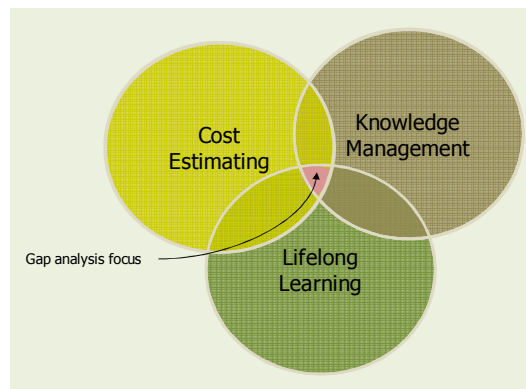 Cost
Estimating
Knowledge
Management
Gap analysis focus
Lifelong
Learning